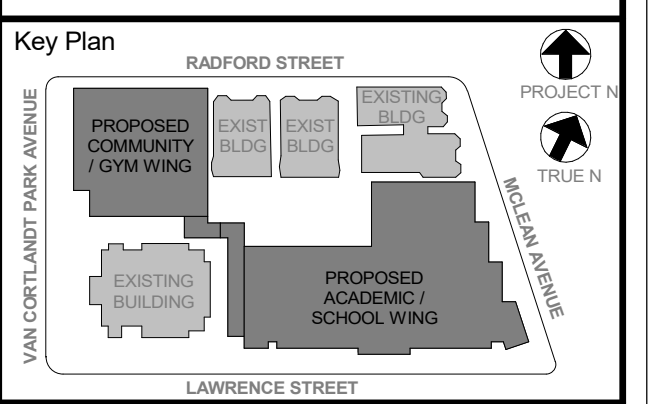 Key Plan
RADFORD STREET
PROJECT N
TRUE N
VAN CORTLANDT PARK AVENUE
PROPOSED
COMMUNITY
/ GYM WING
EXIST
BLDG
EXIST
BLDG
EXISTING
BLDG
MCLEAN AVENUE
EXISTING
BUILDING
PROPOSED
ACADEMIC /
SCHOOL WING
LAWRENCE STREET